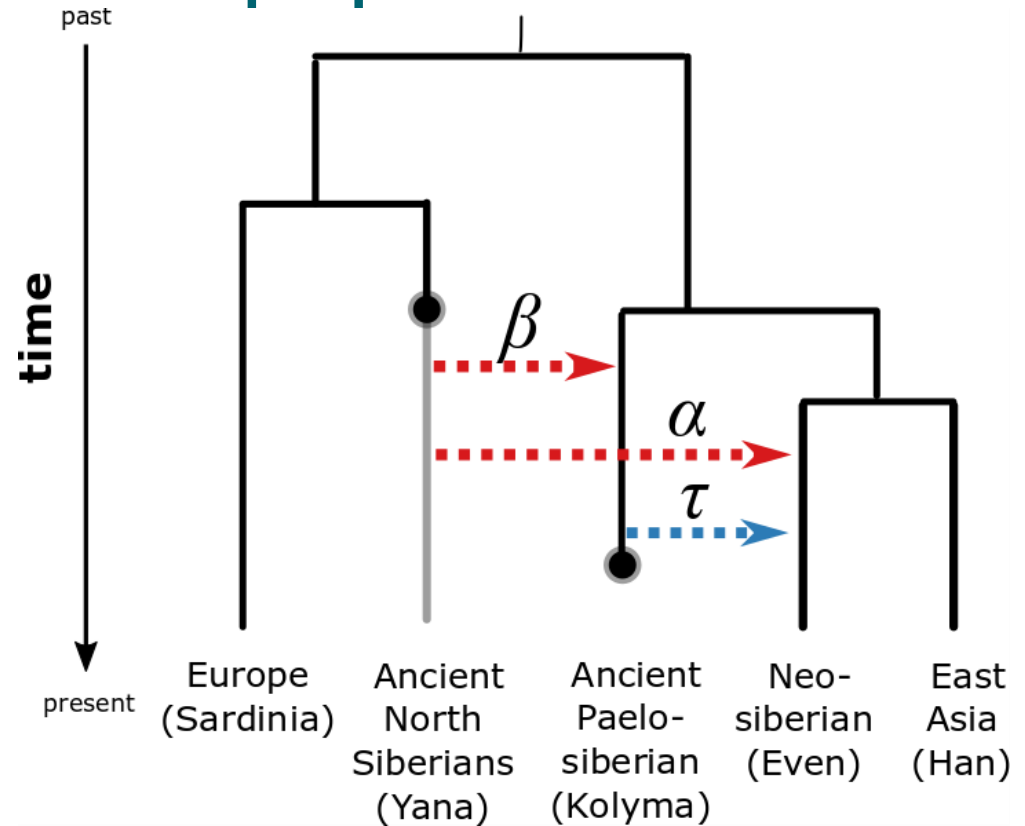 past
time
β
α
τ
present
Europe
(Sardinia)
Ancient
North
Siberians
(Yana)
Ancient
Paelo-
siberian
(Kolyma)
Neo-
siberian
(Even)
East
Asia
(Han)